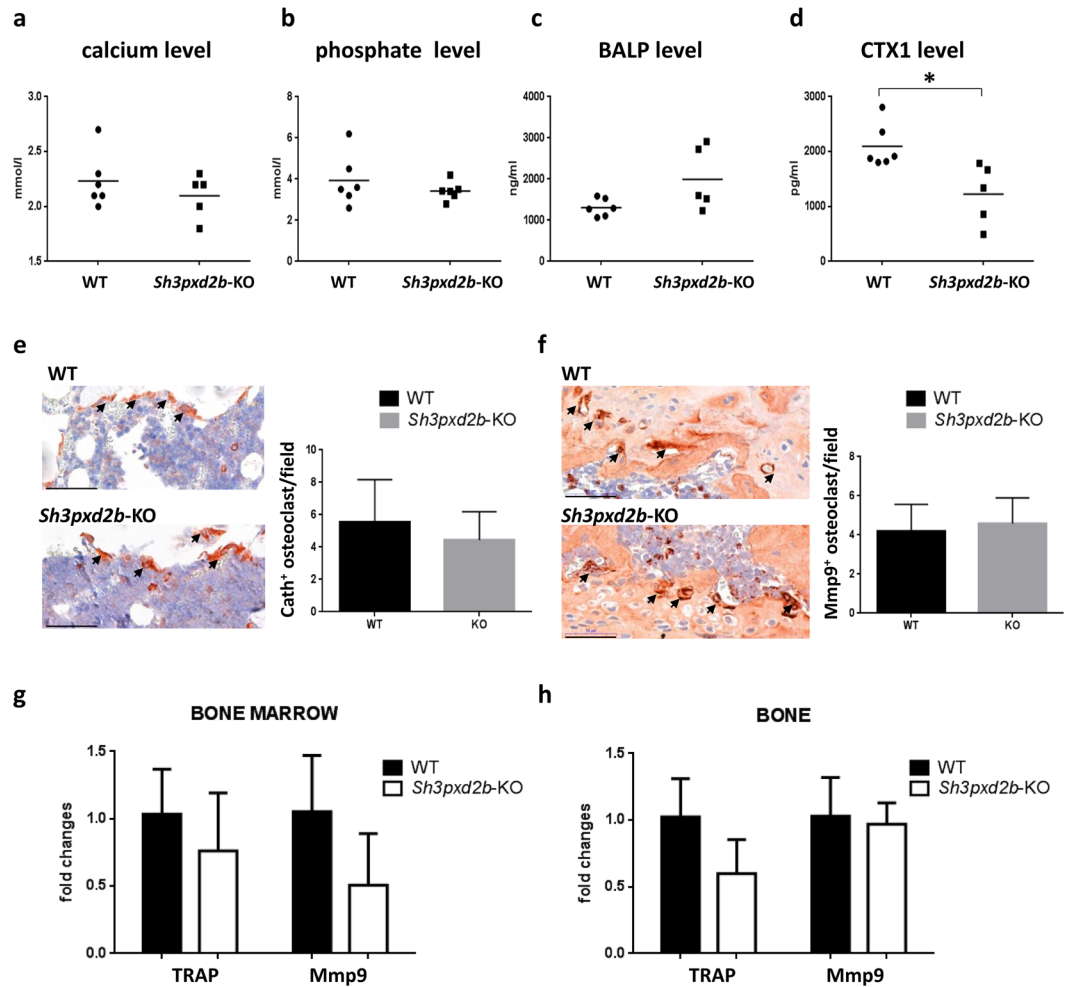 a
calcium level
mmol/l
3.0
2.5
2.0
1.5
WT
Sh3pxd2b-KO
b
phosphate level
mmol/l
8
6
4
2
0
WT
Sh3pxd2b-KO
c
BALP level
ng/ml
4000
3000
2000
1000
0
WT
Sh3pxd2b-KO
d
CTX1 level
*
pg/ml
3000
2000
1000
0
WT
Sh3pxd2b-KO
e
WT
Sh3pxd2b-KO
WT
Sh3pxd2b-KO
Cath+ osteoclast/field
10
8
6
4
2
0
WT
KO
f
WT
Sh3pxd2b-KO
WT
Sh3pxd2b-KO
Mmp9+ osteoclast/field
8
6
4
2
0
WT
KO
g
BONE MARROW
WT
Sh3pxd2b-KO
fold changes
1.5
1.0
0.5
0.0
TRAP
Mmp9
h
BONE
WT
Sh3pxd2b-KO
fold changes
1.5
1.0
0.5
0.0
TRAP
Mmp9